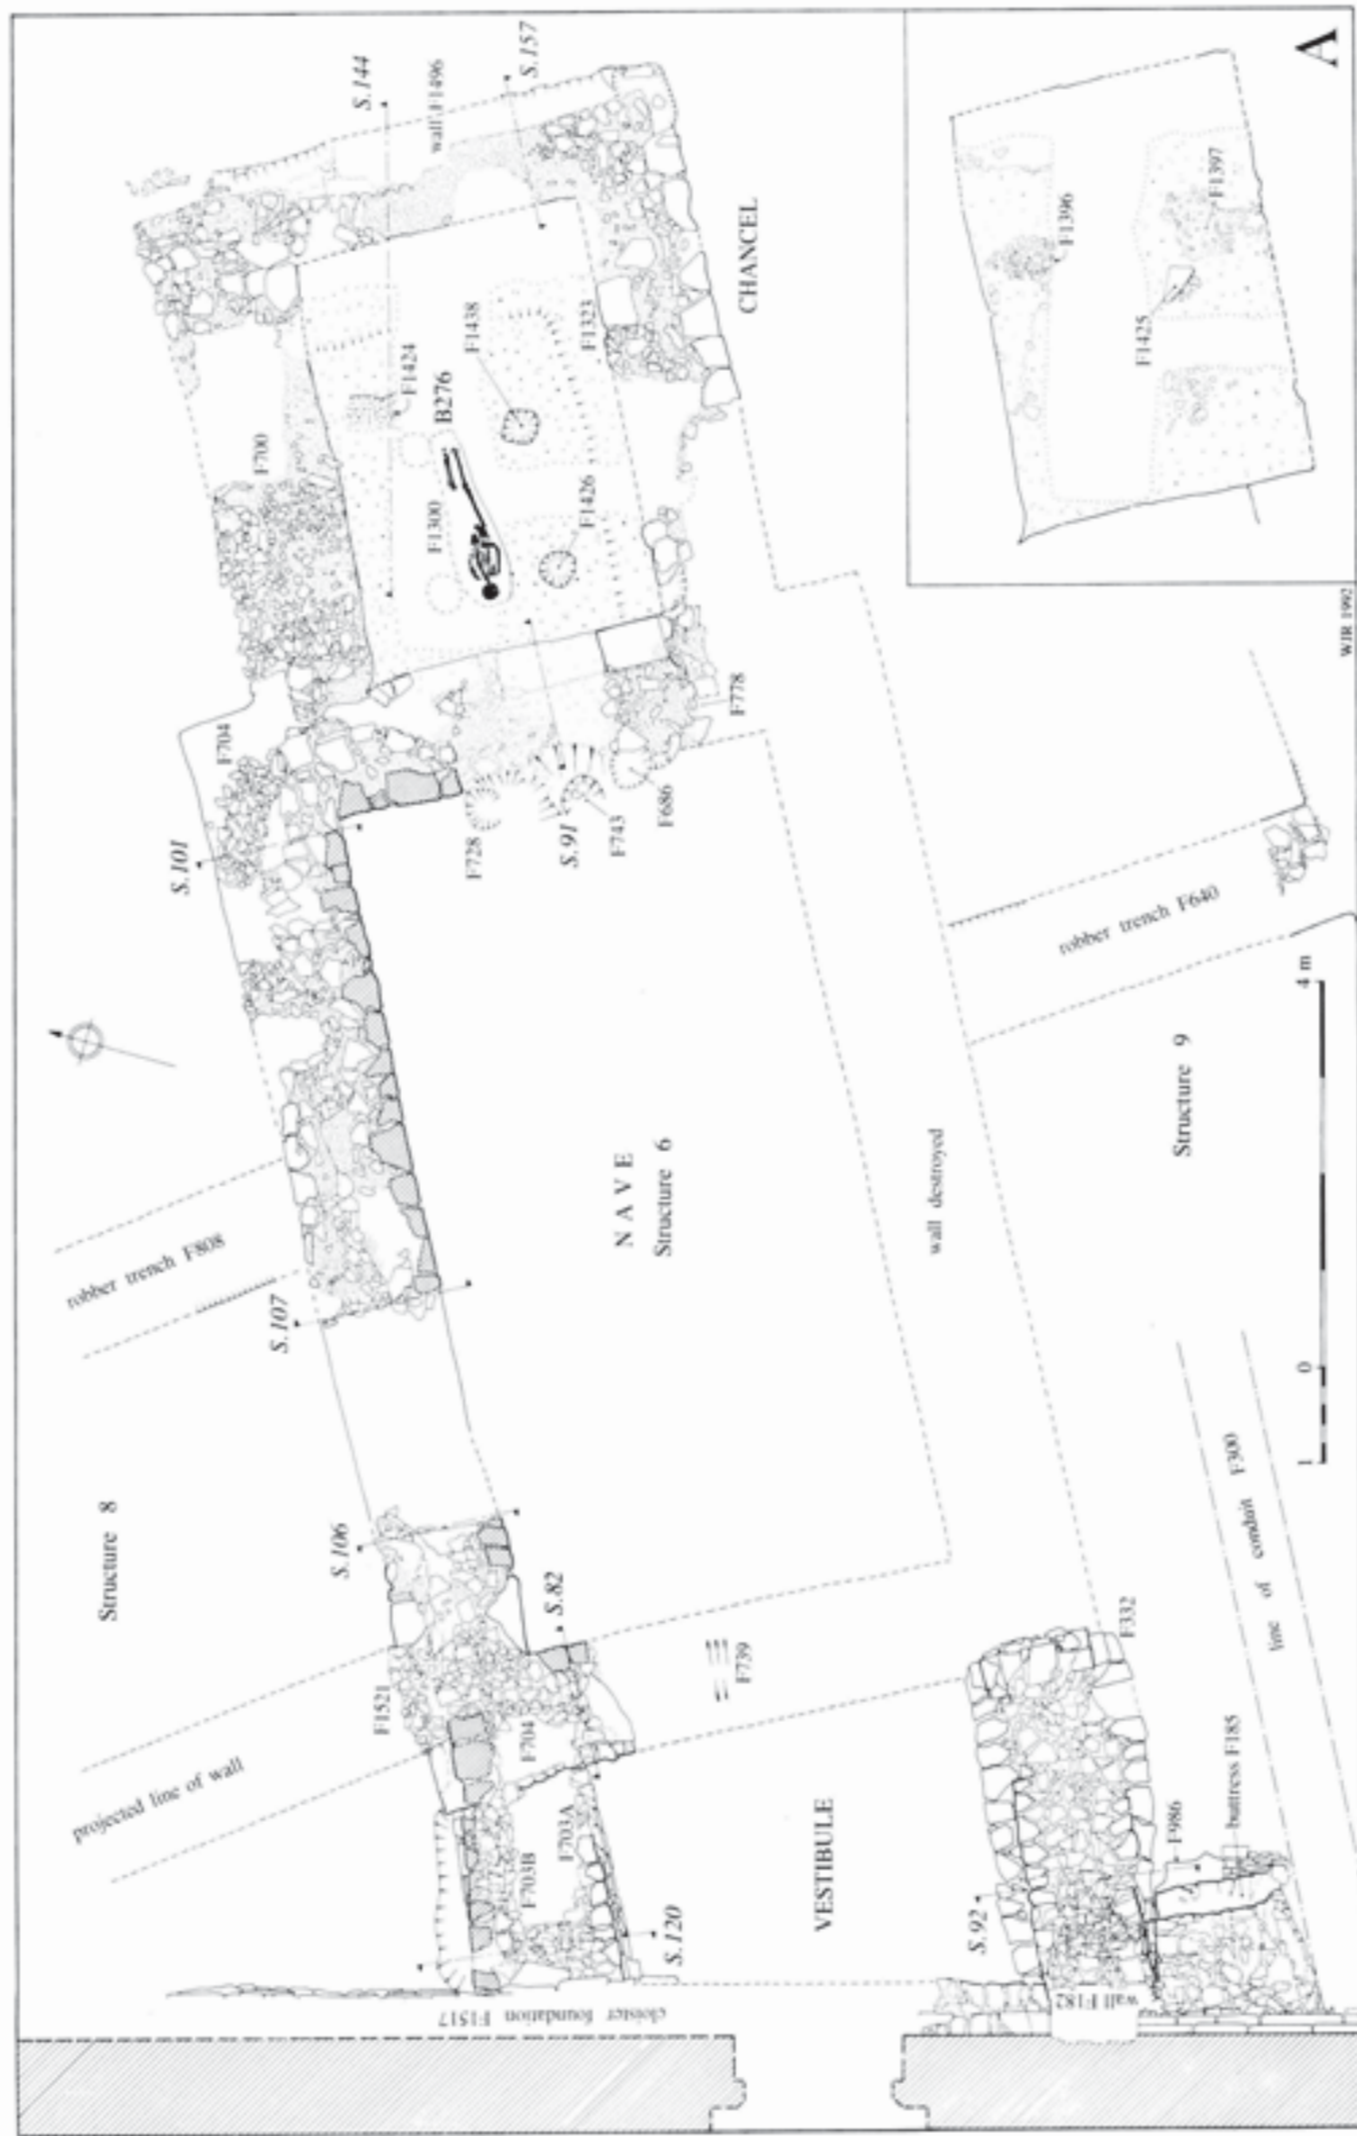 S.144
S.157
wall F1496
A
CHANCEL
F1396
F1397
F1425
F1424
F1438
F1323
B276
F700
F1300
F1426
WJR 1992
F704
F778
S.101
F728
S.91
F743
F686
robber trench F640
4 m
0
1
robber trench F808
S.107
NAVE
Structure 6
wall destroyed
Structure 9
Structure 8
S.106
S.82
F739
F332
line of conduit F300
F1521
F704
projected line of wall
F703B
F703A
VESTIBULE
F986
buttress F185
S.120
S.92
cloister foundation F1517
wall F182